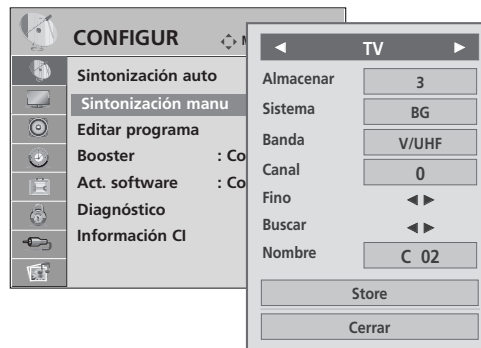 CONFIGUR
Sintonización auto
Sintonización manu
Editar programa
Booster : Co
Act. software : Co
Diagnóstico
Información CI
TV
Almacenar 3
Sistema BG
Banda V/UHF
Canal 0
Fino
Buscar
Nombre C 02
Store
Cerrar